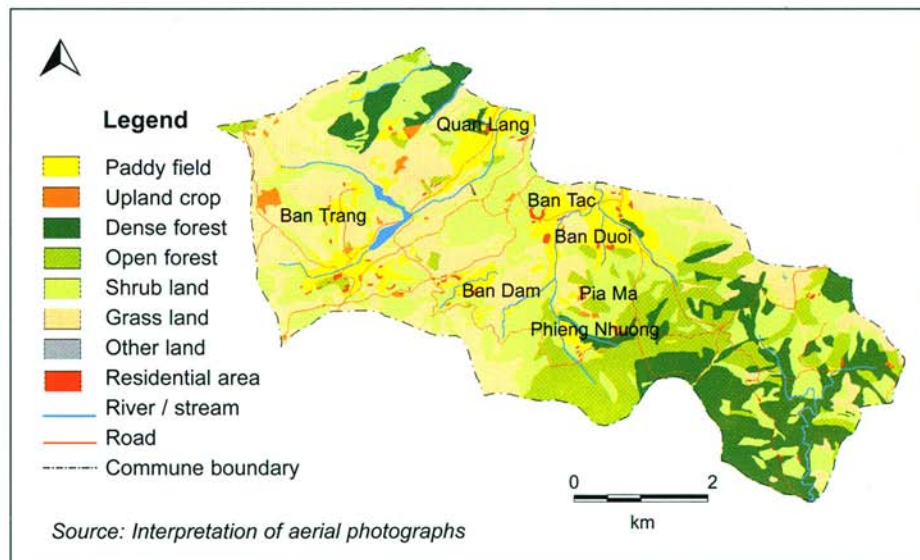 Legend
Paddy field
Upland crop
Dense forest
Open forest
Shrub land
Grass land
Other land
Residential area
River / stream
Road
Commune boundary
Quan Lang
Ban Trang
Ban Tac
Ban Duoi
Ban Dam
Pia Ma
Phieng Nhuong
0 2
km
Source: Interpretation of aerial photographs